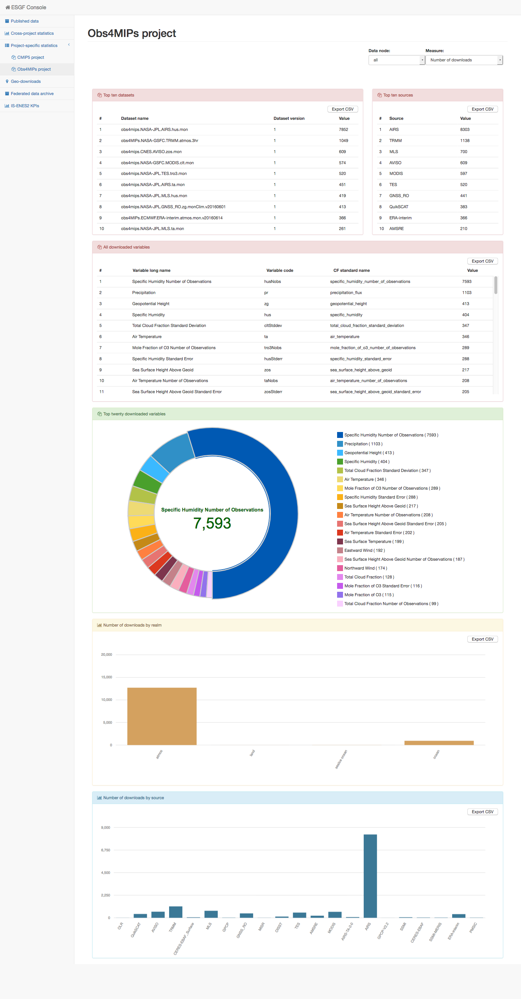 ESGF Console
Published data
Cross-project statistics
Project-specific statistics
CMIP5 project
Obs4MIPs project
Geo-downloads
Federated data archive
IS-ENES2 KPIs
Obs4MIPs project
Data node: Measure:
all Number of downloads
Top ten datasets
Export CSV
# Dataset name Dataset version Value
1 obs4mips.NASA-JPL.AIRS.hus.mon 1 7852
2 obs4MIPs.NASA-GSFC.TRMM.atmos.3hr 1 1049
3 obs4mips.CNES.AVISO.zos.mon 1 609
4 obs4mips.NASA-GSFC.MODIS.clt.mon 1 574
5 obs4mips.NASA-JPL.TES.tro3.mon 1 520
6 obs4mips.NASA-JPL.AIRS.ta.mon 1 451
7 obs4mips.NASA-JPL.MLS.hus.mon 1 419
8 obs4mips.NASA-JPL.GNSS_RO.zg.monClim.v20160601 1 413
9 obs4MIPs.ECMWF.ERA-interim.atmos.mon.v20160614 1 366
10 obs4mips.NASA-JPL.MLS.ta.mon 1 261
Top ten sources
Export CSV
# Source Value
1 AIRS 8303
2 TRMM 1138
3 MLS 700
4 AVISO 609
5 MODIS 597
6 TES 520
7 GNSS_RO 441
8 QuikSCAT 383
9 ERA-interim 366
10 AMSRE 210
All downloaded variables
Export CSV
# Variable long name Variable code CF standard name Value
1 Specific Humidity Number of Observations husNobs specific_humidity_number_of_observations 7593
2 Precipitation pr precipitation_flux 1103
3 Geopotential Height zg geopotential_height 413
4 Specific Humidity hus specific_humidity 404
5 Total Cloud Fraction Standard Deviation cltStddev total_cloud_fraction_standard_deviation 347
6 Air Temperature ta air_temperature 346
7 Mole Fraction of O3 Number of Observations tro3Nobs mole_fraction_of_o3_number_of_observations 289
8 Specific Humidity Standard Error husStderr specific_humidity_standard_error 288
9 Sea Surface Height Above Geoid zos sea_surface_height_above_geoid 217
10 Air Temperature Number of Observations taNobs air_temperature_number_of_observations 208
11 Sea Surface Height Above Geoid Standard Error zosStderr sea_surface_height_above_geoid_standard_error 205
Top twenty downloaded variables
Specific Humidity Number of Observations
7,593
Specific Humidity Number of Observations ( 7593 )
Precipitation ( 1103 )
Geopotential Height ( 413 )
Specific Humidity ( 404 )
Total Cloud Fraction Standard Deviation ( 347 )
Air Temperature ( 346 )
Mole Fraction of O3 Number of Observations ( 289 )
Specific Humidity Standard Error ( 288 )
Sea Surface Height Above Geoid ( 217 )
Air Temperature Number of Observations ( 208 )
Sea Surface Height Above Geoid Standard Error ( 205 )
Air Temperature Standard Error ( 202 )
Sea Surface Temperature ( 199 )
Eastward Wind ( 192 )
Sea Surface Height Above Geoid Number of Observations ( 187 )
Northward Wind ( 174 )
Total Cloud Fraction ( 128 )
Mole Fraction of O3 Standard Error ( 116 )
Mole Fraction of O3 ( 115 )
Total Cloud Fraction Number of Observations ( 99 )
Number of downloads by realm
Export CSV
20,000
15,000
10,000
5,000
0
atmos land seaIce ocean ocean
Number of downloads by source
Export CSV
9,000
6,750
4,500
2,250
0
OLR QuikSCAT AVISO TRMM CERES-EBAF_Surface MLS GPCP GNSS_RO MISR OISST TES AMSRE MODIS AIRS-TA-2-0 AIRS GPCP-V2.2 SSMI CERES-EBAF SSMI-MERIS ERA-interim PMSIC